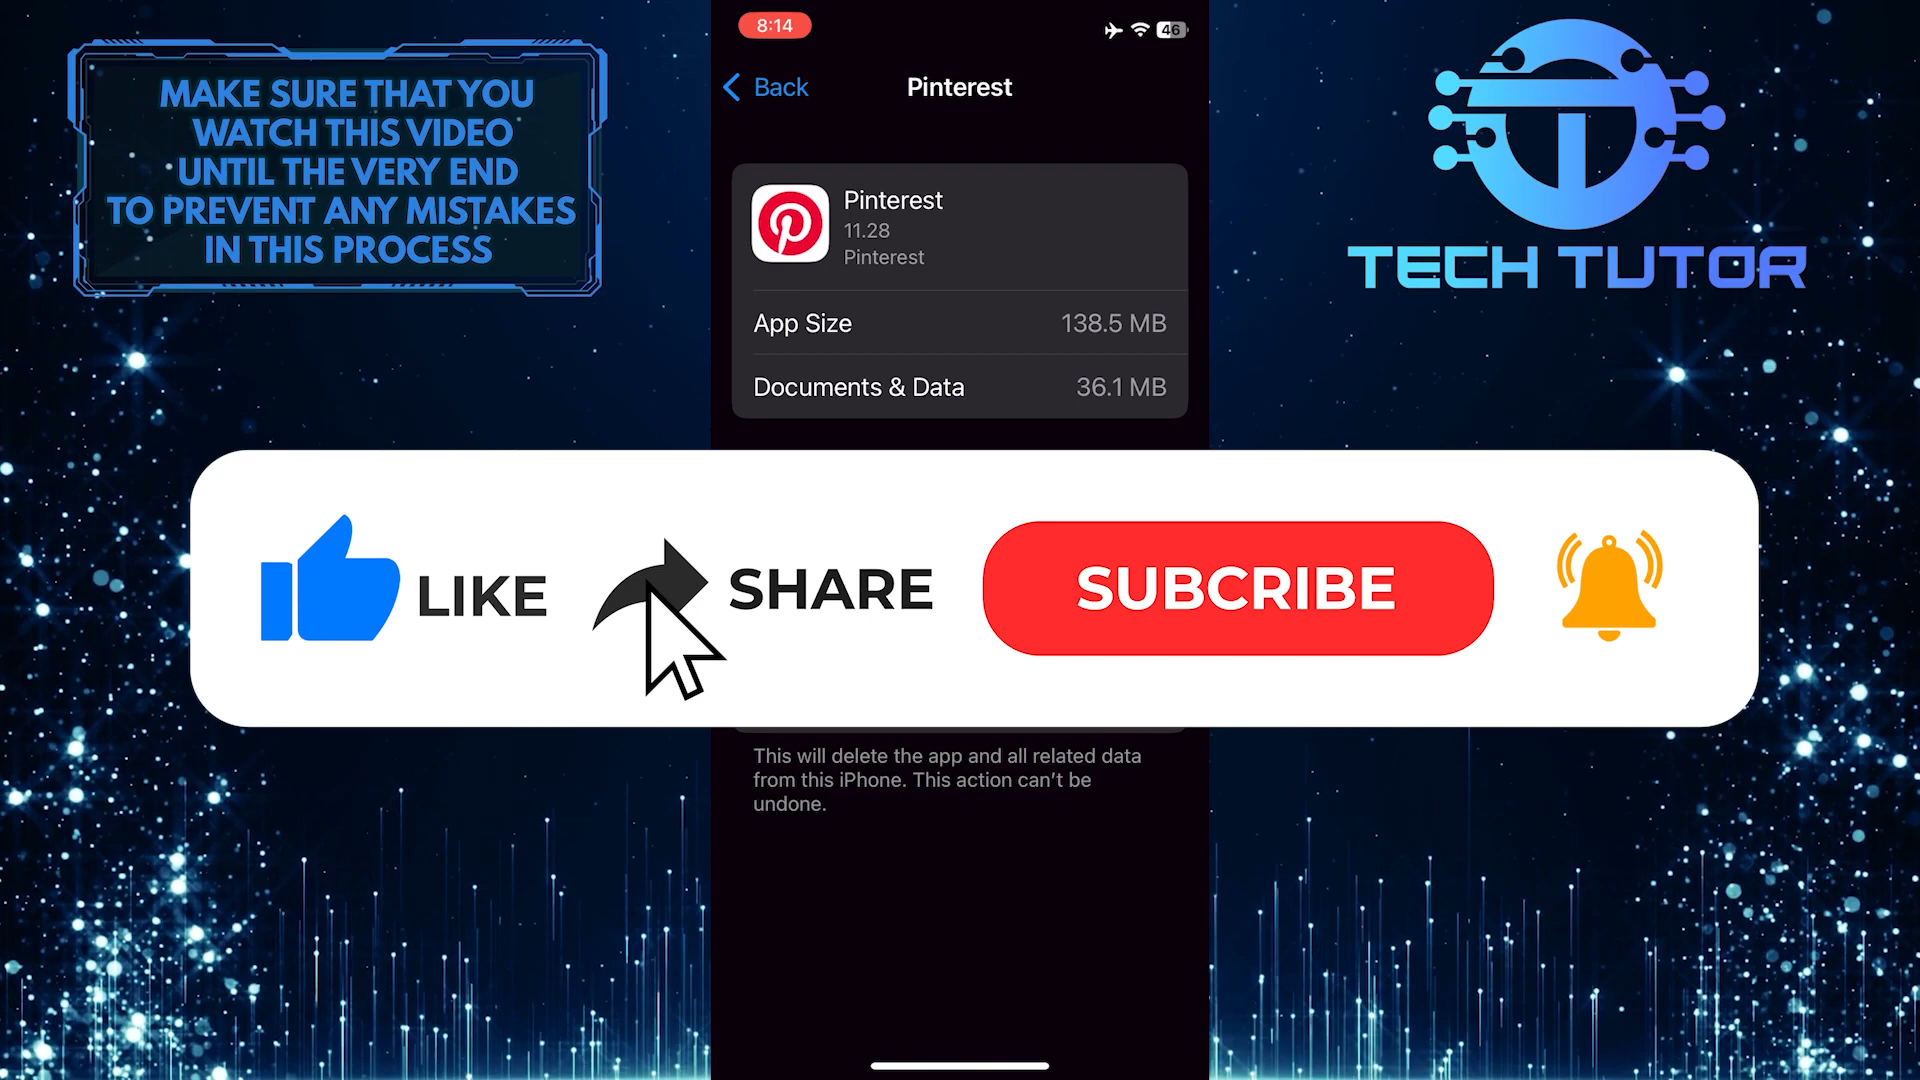 MAKE SURE THAT YOU
WATCH THIS VIDEO
UNTIL THE VERY END
TO PREVENT ANY MISTAKES
IN THIS PROCESS
8:14
46
Back
Pinterest
Pinterest
11.28
Pinterest
App Size
138.5 MB
Documents & Data
36.1 MB
TECH TUTOR
LIKE
SHARE
SUBCRIBE
This will delete the app and all related data
from this iPhone. This action can't be
undone.